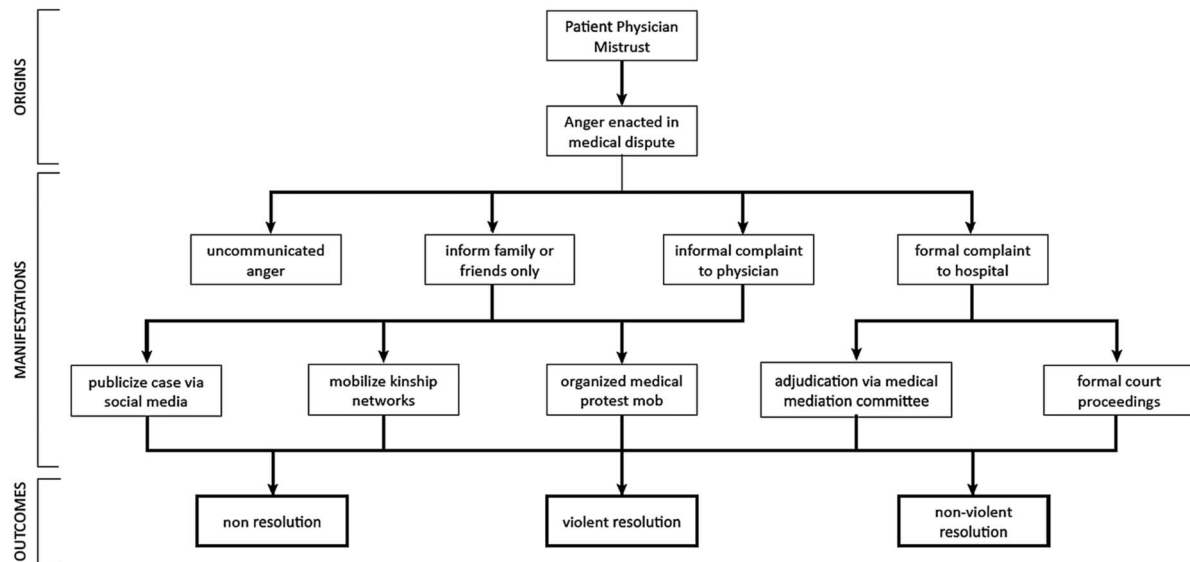 ORIGINS
Patient Physician
Mistrust
Anger enacted in
medical dispute
MANIFESTATIONS
uncommunicated
anger
inform family or
friends only
informal complaint
to physician
formal complaint
to hospital
publicize case via
social media
mobilize kinship
networks
organized medical
protest mob
adjudication via medical
mediation committee
formal court
proceedings
OUTCOMES
non resolution
violent resolution
non-violent
resolution